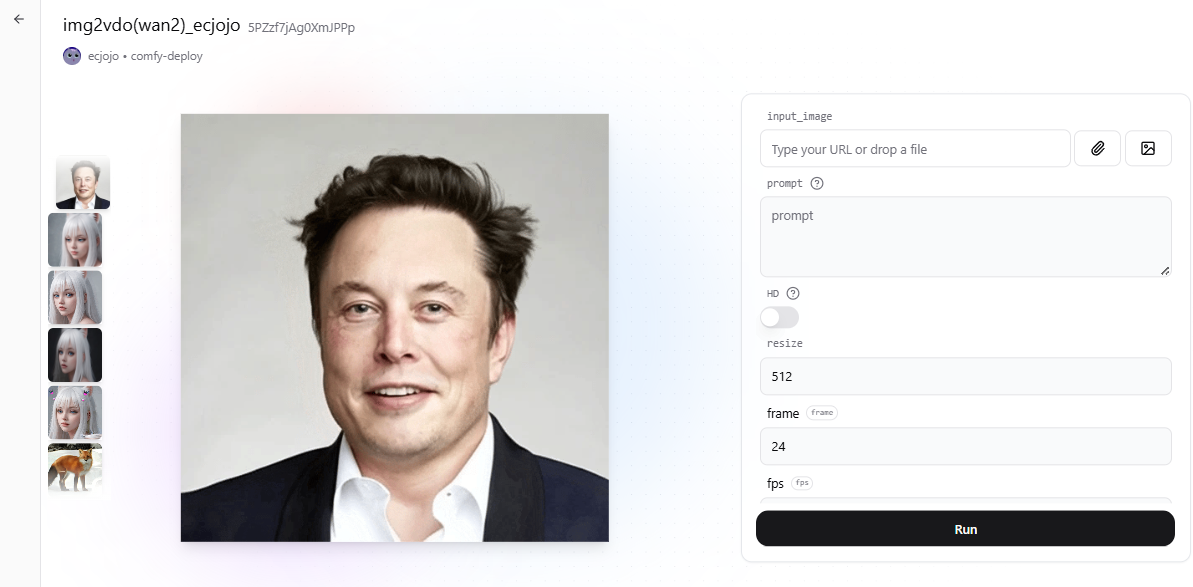 img2vdo(wan2)_ecjojo 5PZzf7jAg0XmJPPp
ecjojo • comfy-deploy
input_image
Type your URL or drop a file
prompt
prompt
HD
resize
512
frame frame
24
fps fps
Run